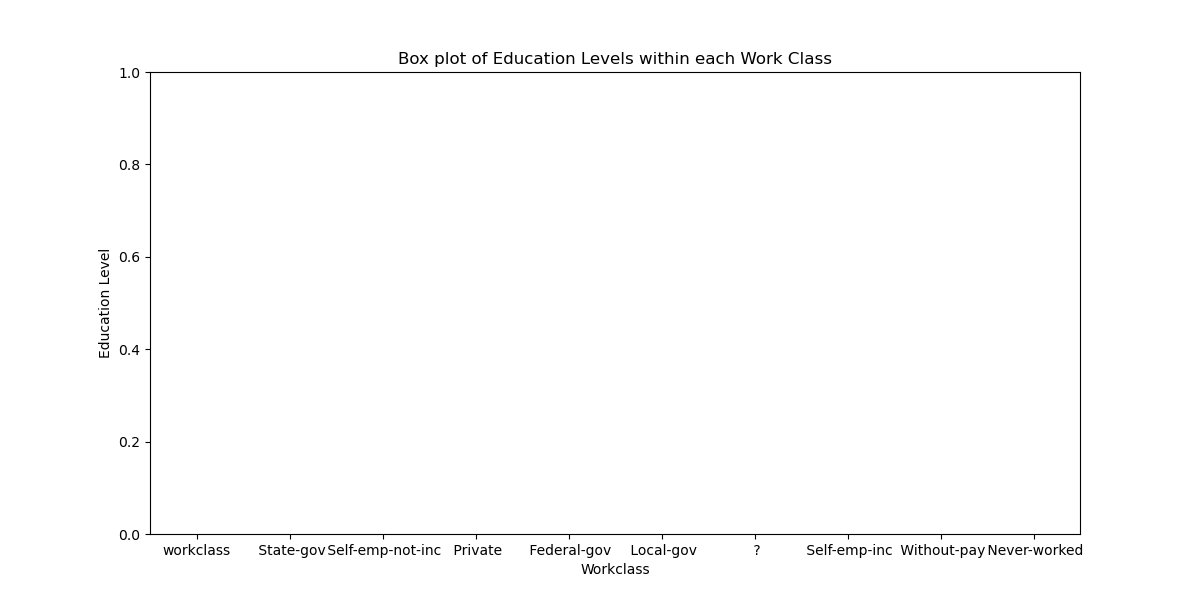 Box plot of Education Levels within each Work Class
1.0
0.8
0.6
0.4
0.2
0.0
Education Level
workclass State-gov Self-emp-not-inc Private Federal-gov Local-gov ? Self-emp-inc Without-pay Never-worked
Workclass